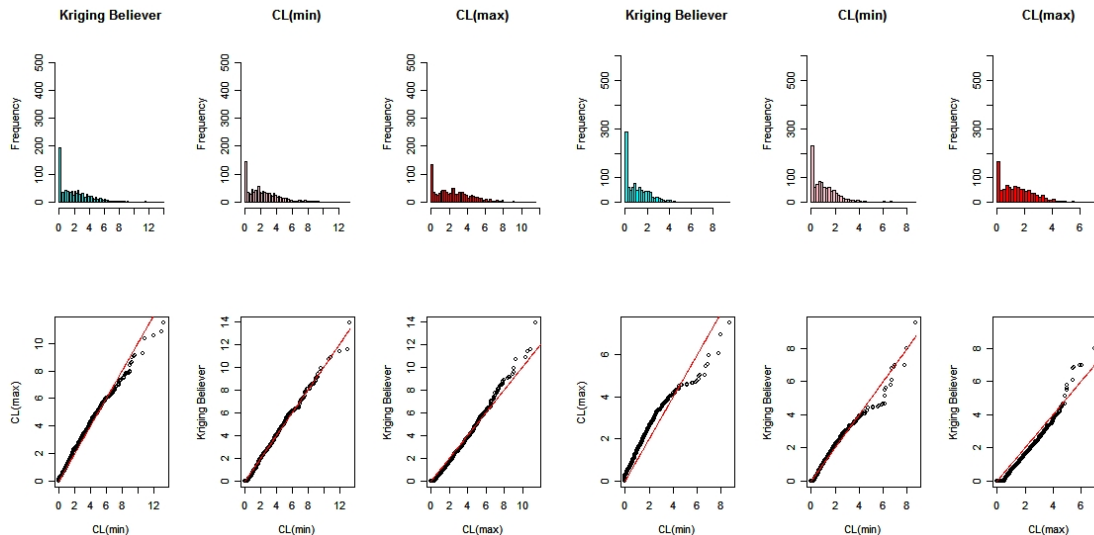 Kriging Believer CL(min) CL(max) Kriging Believer CL(min) CL(max)
Frequency
0 100 200 300 400 500
0 2 4 6 8 12
Frequency
0 100 200 300 400 500
0 2 4 6 8 12
Frequency
0 100 200 300 400 500
0 2 4 6 8 10
Frequency
0 100 300 500
0 2 4 6 8
Frequency
0 100 300 500
0 2 4 6 8
Frequency
0 100 300 500
0 2 4 6
CL(max)
0 2 4 6 8 10
0 2 4 6 8 12
CL(min)
Kriging Believer
0 2 4 6 8 10 12 14
0 2 4 6 8 12
CL(min)
Kriging Believer
0 2 4 6 8 10 12 14
0 2 4 6 8 10
CL(max)
CL(max)
0 2 4 6
0 2 4 6 8
CL(min)
Kriging Believer
0 2 4 6 8
0 2 4 6 8
CL(min)
Kriging Believer
0 2 4 6 8
0 2 4 6
CL(max)